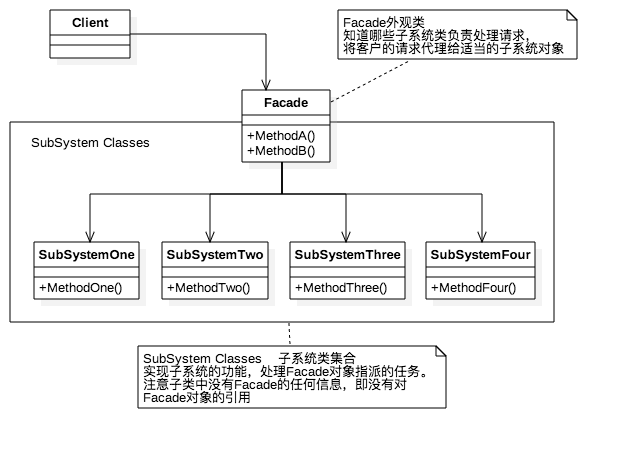 Client
Facade外观类
知道哪些子系统类负责处理请求，
将客户的请求代理给适当的子系统对象
Facade
+MethodA()
+MethodB()
SubSystem Classes
SubSystemOne
+MethodOne()
SubSystemTwo
+MethodTwo()
SubSystemThree
+MethodThree()
SubSystemFour
+MethodFour()
SubSystem Classes 子系统类集合
实现子系统的功能，处理Facade对象指派的任务。
注意子类中没有Facade的任何信息，即没有对
Facade对象的引用